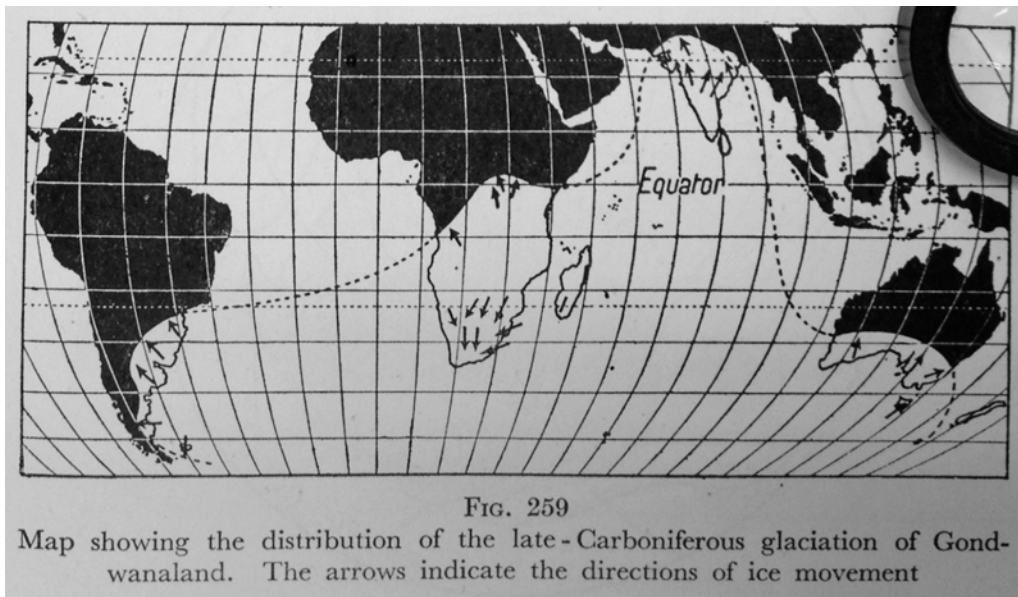 Equator
FIG. 259
Map showing the distribution of the late-Carboniferous glaciation of Gond-
wanaland. The arrows indicate the directions of ice movement